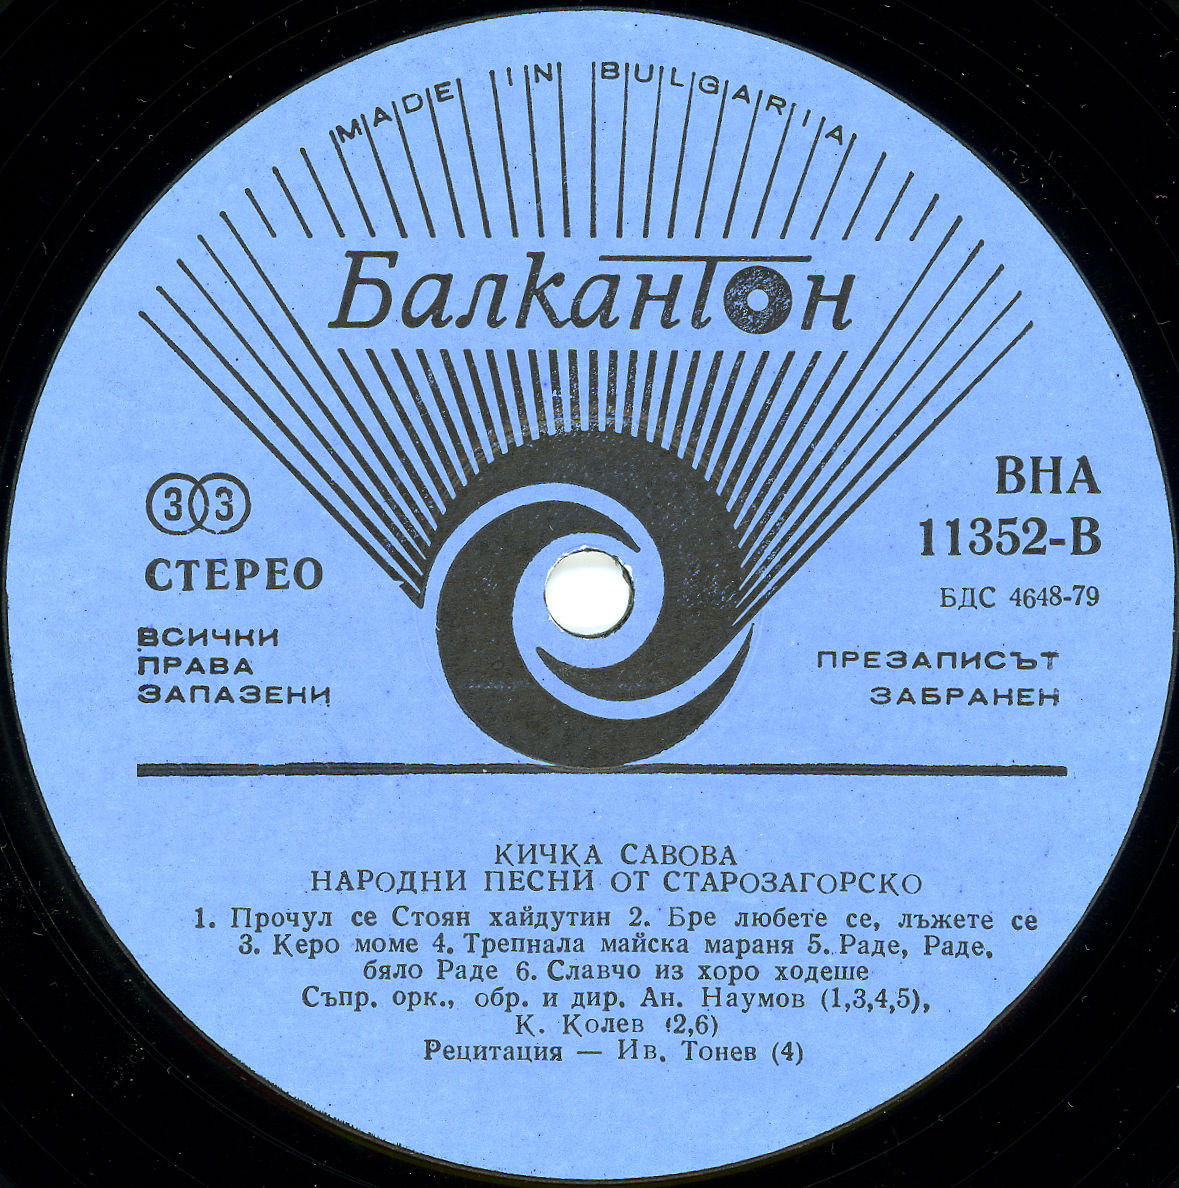 MADE IN BULGARIA
Балкантон
33
СТЕРЕО
ВСИЧКИ
ПРАВА
ЗАПАЗЕНИ
ВНА
11352-В
БДС 4648-79
ПРЕЗАПИСЪТ
ЗАБРАНЕН
КИЧКА САВОВА
НАРОДНИ ПЕСНИ ОТ СТАРОЗАГОРСКО
1. Прочул се Стоян хайдутин 2. Бре любете се, лъжете се
3. Керо моме 4. Трепнала майска мараня 5. Раде, Раде,
бяло Раде 6. Славчо из хоро ходеше
Съпр. орк., обр. и дир. Ан. Наумов (1,3,4,5),
К. Колев (2,6)
Рецитация — Ив. Тонев (4)